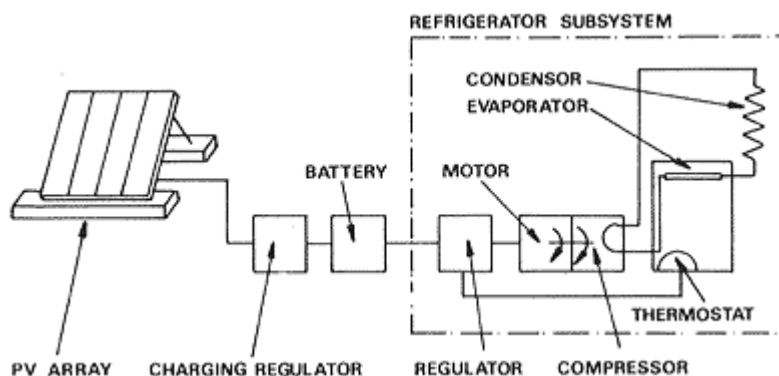 REFRIGERATOR SUBSYSTEM
CONDENSOR
EVAPORATOR
BATTERY
MOTOR
THERMOSTAT
PV ARRAY
CHARGING REGULATOR
REGULATOR
COMPRESSOR